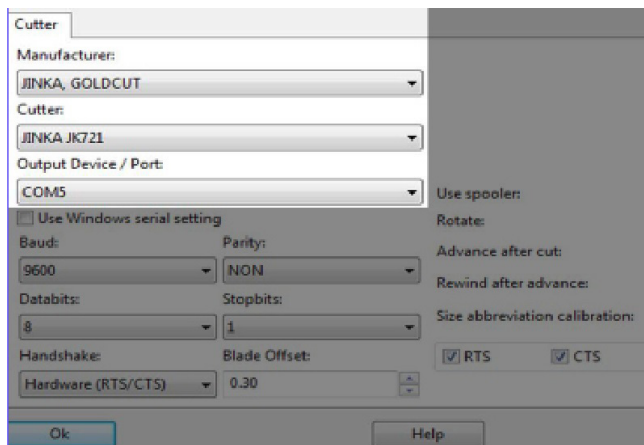 Cutter
Manufacturer:
JINKA, GOLDCUT
Cutter:
JINKA JK721
Output Device / Port:
COM5
Use spooler:
Use Windows serial setting
Rotate:
Baud:
Parity:
Advance after cut:
9600
NON
Rewind after advance:
Databits:
Stopbits:
Size abbreviation calibration:
8
1
Handshake:
Blade Offset:
RTS
CTS
Hardware (RTS/CTS)
0.30
Ok
Help